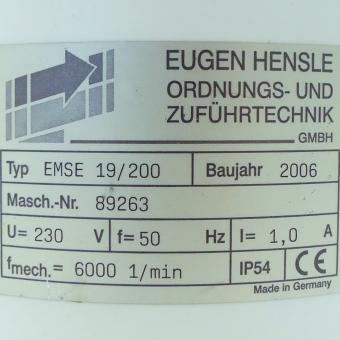 EUGEN HENSLE
ORDNUNGS- UND
ZUFÜHRTECHNIK
GMBH
Typ EMSE 19/200 Baujahr 2006
Masch.-Nr. 89263
U= 230 V f= 50 Hz I= 1,0 A
fmech.= 6000 1/min IP54 CE
Made in Germany